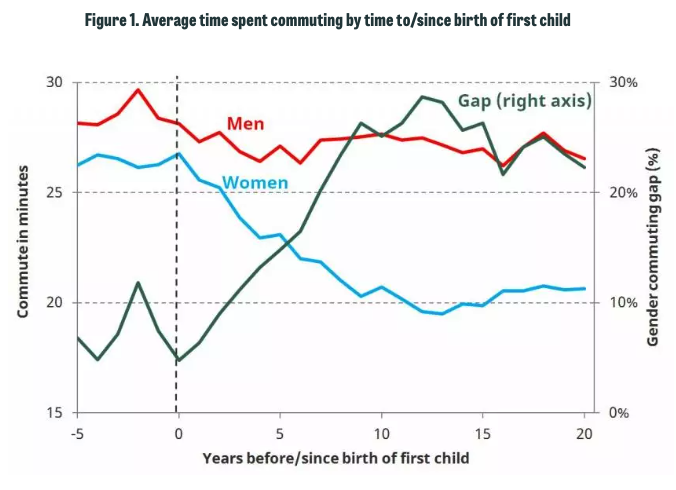 Figure 1. Average time spent commuting by time to/since birth of first child
30
25
20
15
Commute in minutes
Men
Women
Gap (right axis)
30%
20%
10%
0%
Gender commuting gap (%)
-5 0 5 10 15 20
Years before/since birth of first child